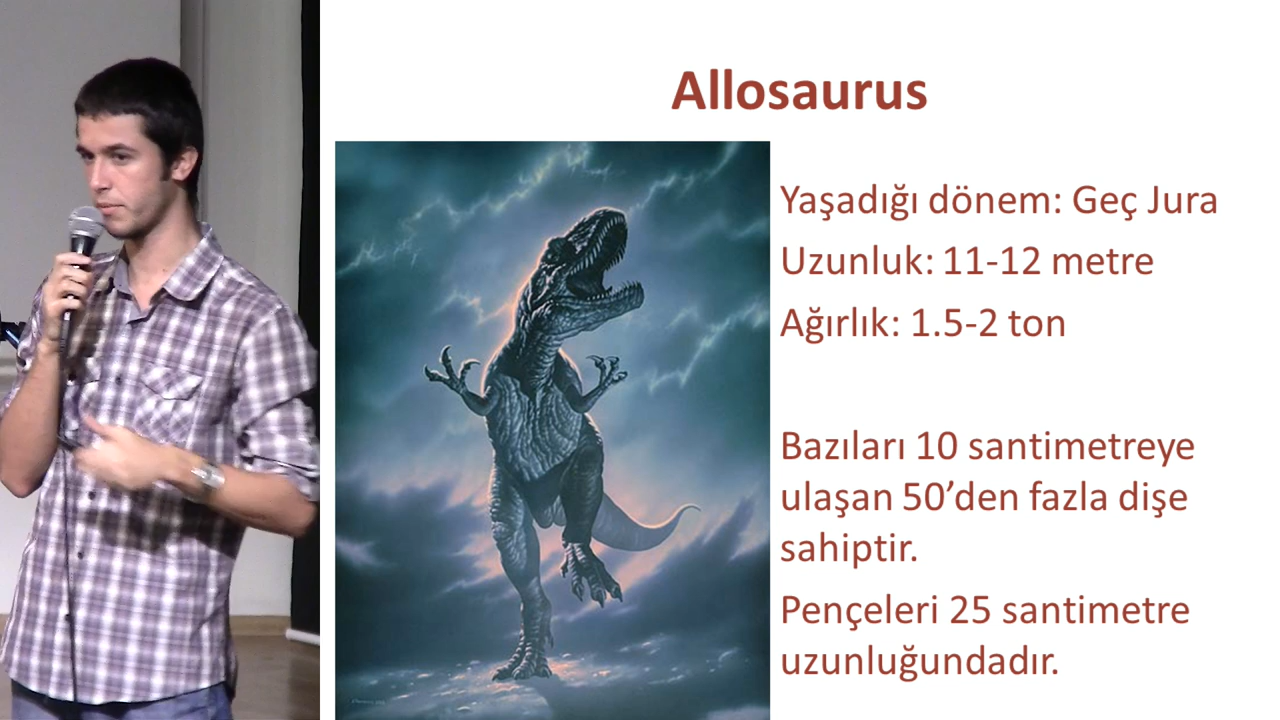 Allosaurus
Yaşadığı dönem: Geç Jura
Uzunluk: 11-12 metre
Ağırlık: 1.5-2 ton
Bazıları 10 santimetreye
ulaşan 50’den fazla dişe
sahiptir.
Pençeleri 25 santimetre
uzunluğundadır.